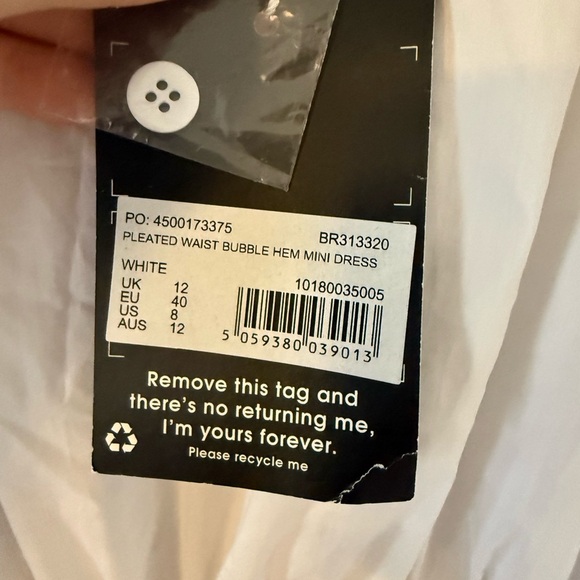 PO: 4500173375 BR313320
PLEATED WAIST BUBBLE HEM MINI DRESS
WHITE
UK 12 10180035005
EU 40
US 8
AUS 12
5 059380 039013
Remove this tag and
there's no returning me,
I'm yours forever.
Please recycle me